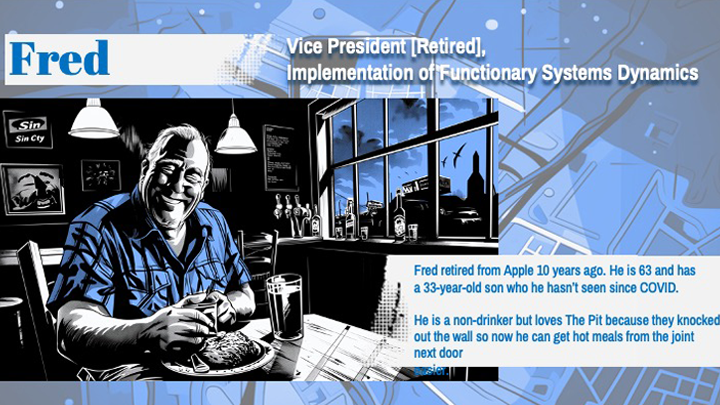 Fred
Vice President [Retired],
Implementation of Functionary Systems Dynamics
Sin
Sin Cty
Fred retired from Apple 10 years ago. He is 63 and has
a 33-year-old son who he hasn't seen since COVID.
He is a non-drinker but loves The Pit because they knocked
out the wall so now he can get hot meals from the joint
next door
easier.